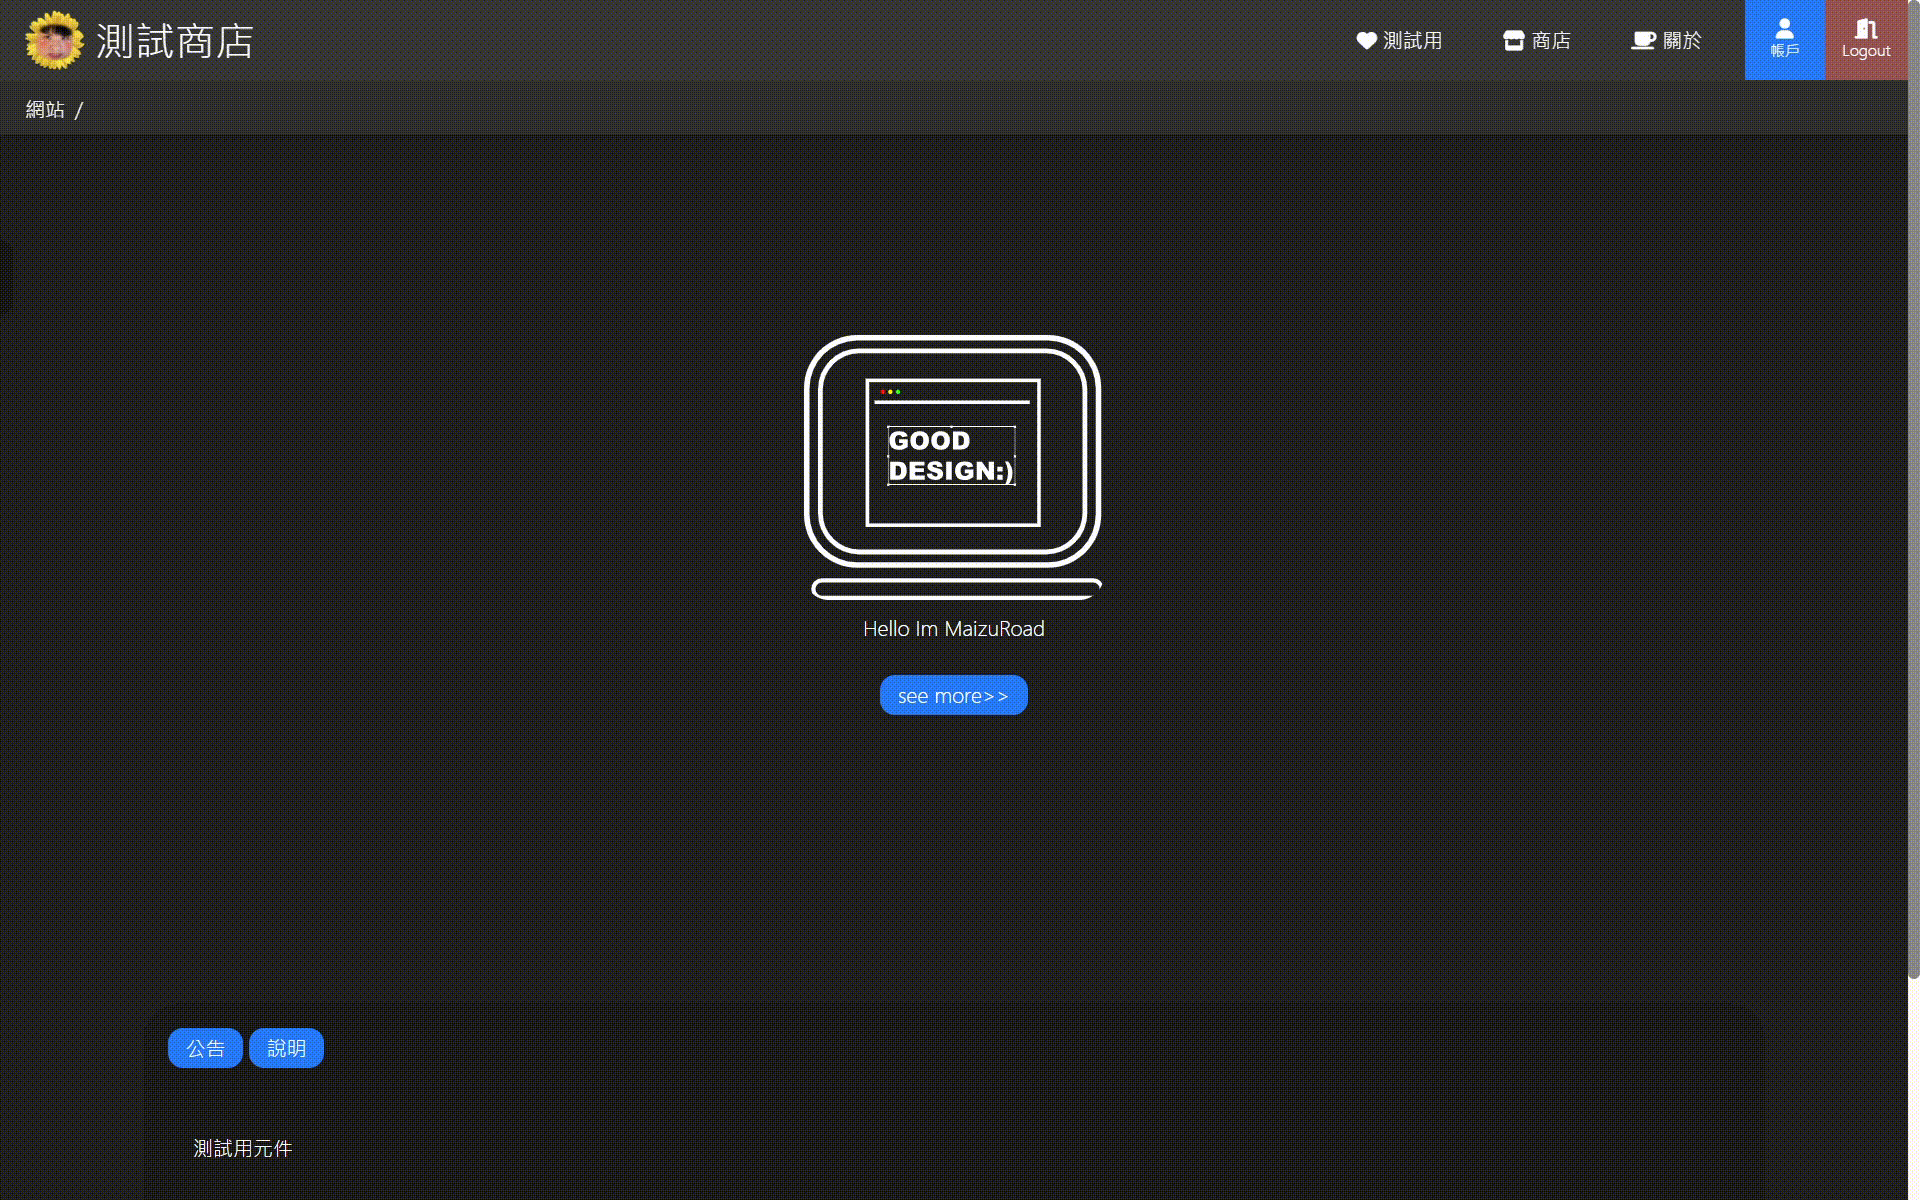 測試商店
測試用
商店
關於
帳戶
Logout
網站 /
GOOD
DESIGN:)
Hello Im MaizuRoad
see more>>
公告
說明
測試用元件